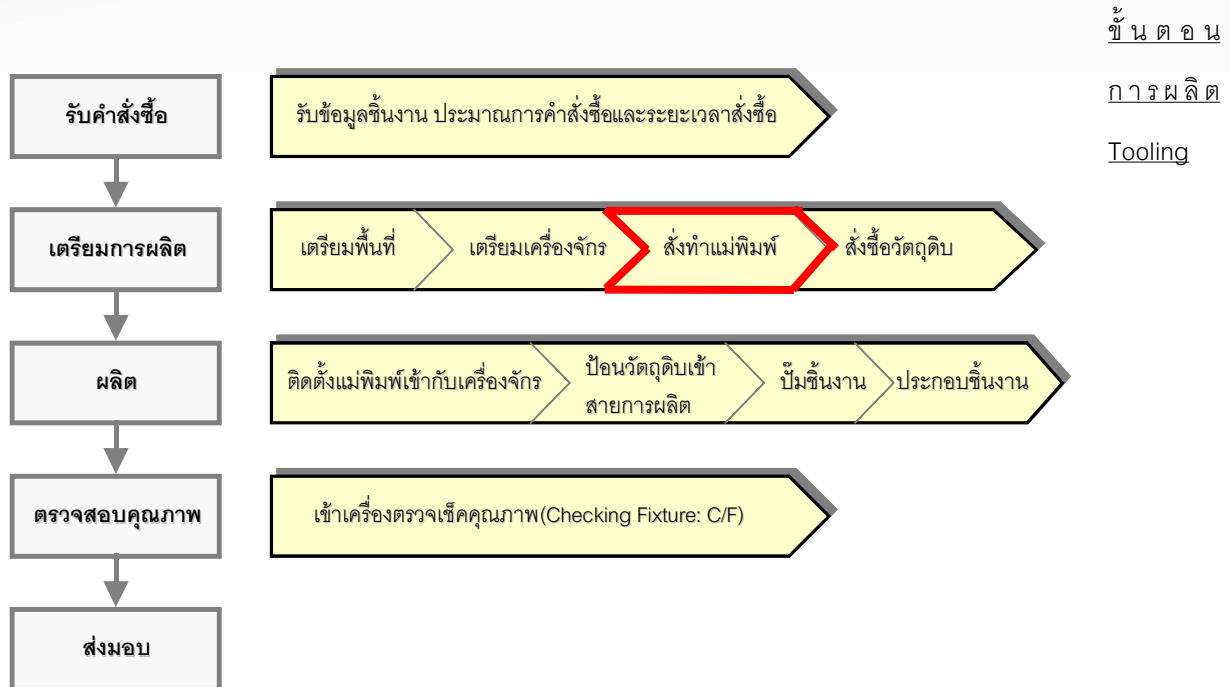 ขั้นตอน
การผลิต
Tooling
รับคำสั่งซื้อ
รับข้อมูลชิ้นงาน ประมาณการคำสั่งซื้อและระยะเวลาสั่งซื้อ
เตรียมการผลิต
เตรียมพื้นที่
เตรียมเครื่องจักร
สั่งทำแม่พิมพ์
สั่งซื้อวัตถุดิบ
ผลิต
ติดตั้งแม่พิมพ์เข้ากับเครื่องจักร
ป้อนวัตถุดิบเข้า
สายการผลิต
ปั๊มชิ้นงาน
ประกอบชิ้นงาน
ตรวจสอบคุณภาพ
เข้าเครื่องตรวจเช็คคุณภาพ(Checking Fixture: C/F)
ส่งมอบ